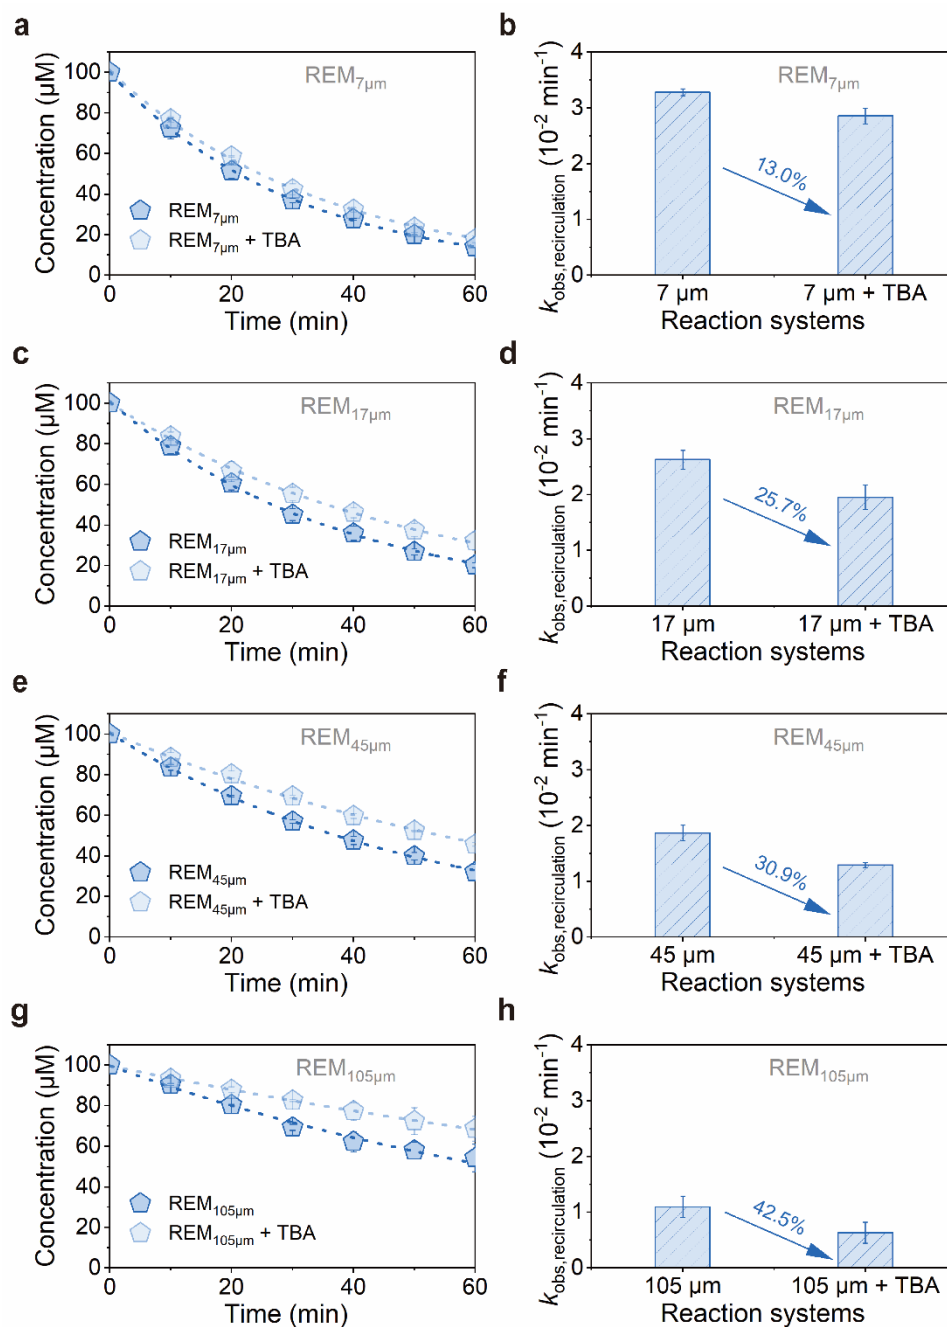 a
Concentration (µM)
100
80
60
40
20
0
REM7µm
REM7µm
REM7µm + TBA
0 20 40 60
Time (min)
b
kobs,recirculation (10-2 min-1)
4
3
2
1
0
13.0%
7 µm 7 µm + TBA
Reaction systems
c
Concentration (µM)
100
80
60
40
20
0
REM17µm
REM17µm
REM17µm + TBA
0 20 40 60
Time (min)
d
kobs,recirculation (10-2 min-1)
4
3
2
1
0
REM17µm
25.7%
17 µm 17 µm + TBA
Reaction systems
e
Concentration (µM)
100
80
60
40
20
0
REM45µm
REM45µm
REM45µm + TBA
0 20 40 60
Time (min)
f
kobs,recirculation (10-2 min-1)
4
3
2
1
0
REM45µm
30.9%
45 µm 45 µm + TBA
Reaction systems
g
Concentration (µM)
100
80
60
40
20
0
REM105µm
REM105µm
REM105µm + TBA
0 20 40 60
Time (min)
h
kobs,recirculation (10-2 min-1)
4
3
2
1
0
REM105µm
42.5%
105 µm 105 µm + TBA
Reaction systems